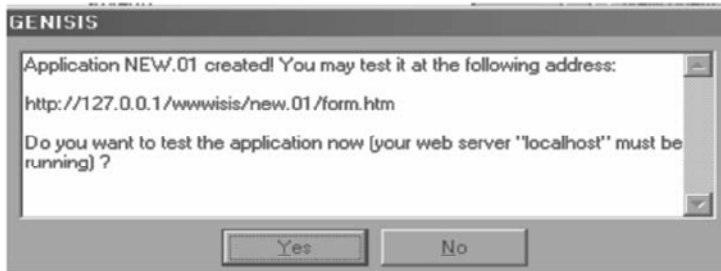 GENISIS
Application NEW.01 created! You may test it at the following address:
http://127.0.0.1/wwwisis/new.01/form.htm
Do you want to test the application now (your web server "localhost" must be
running) ?
Yes
No